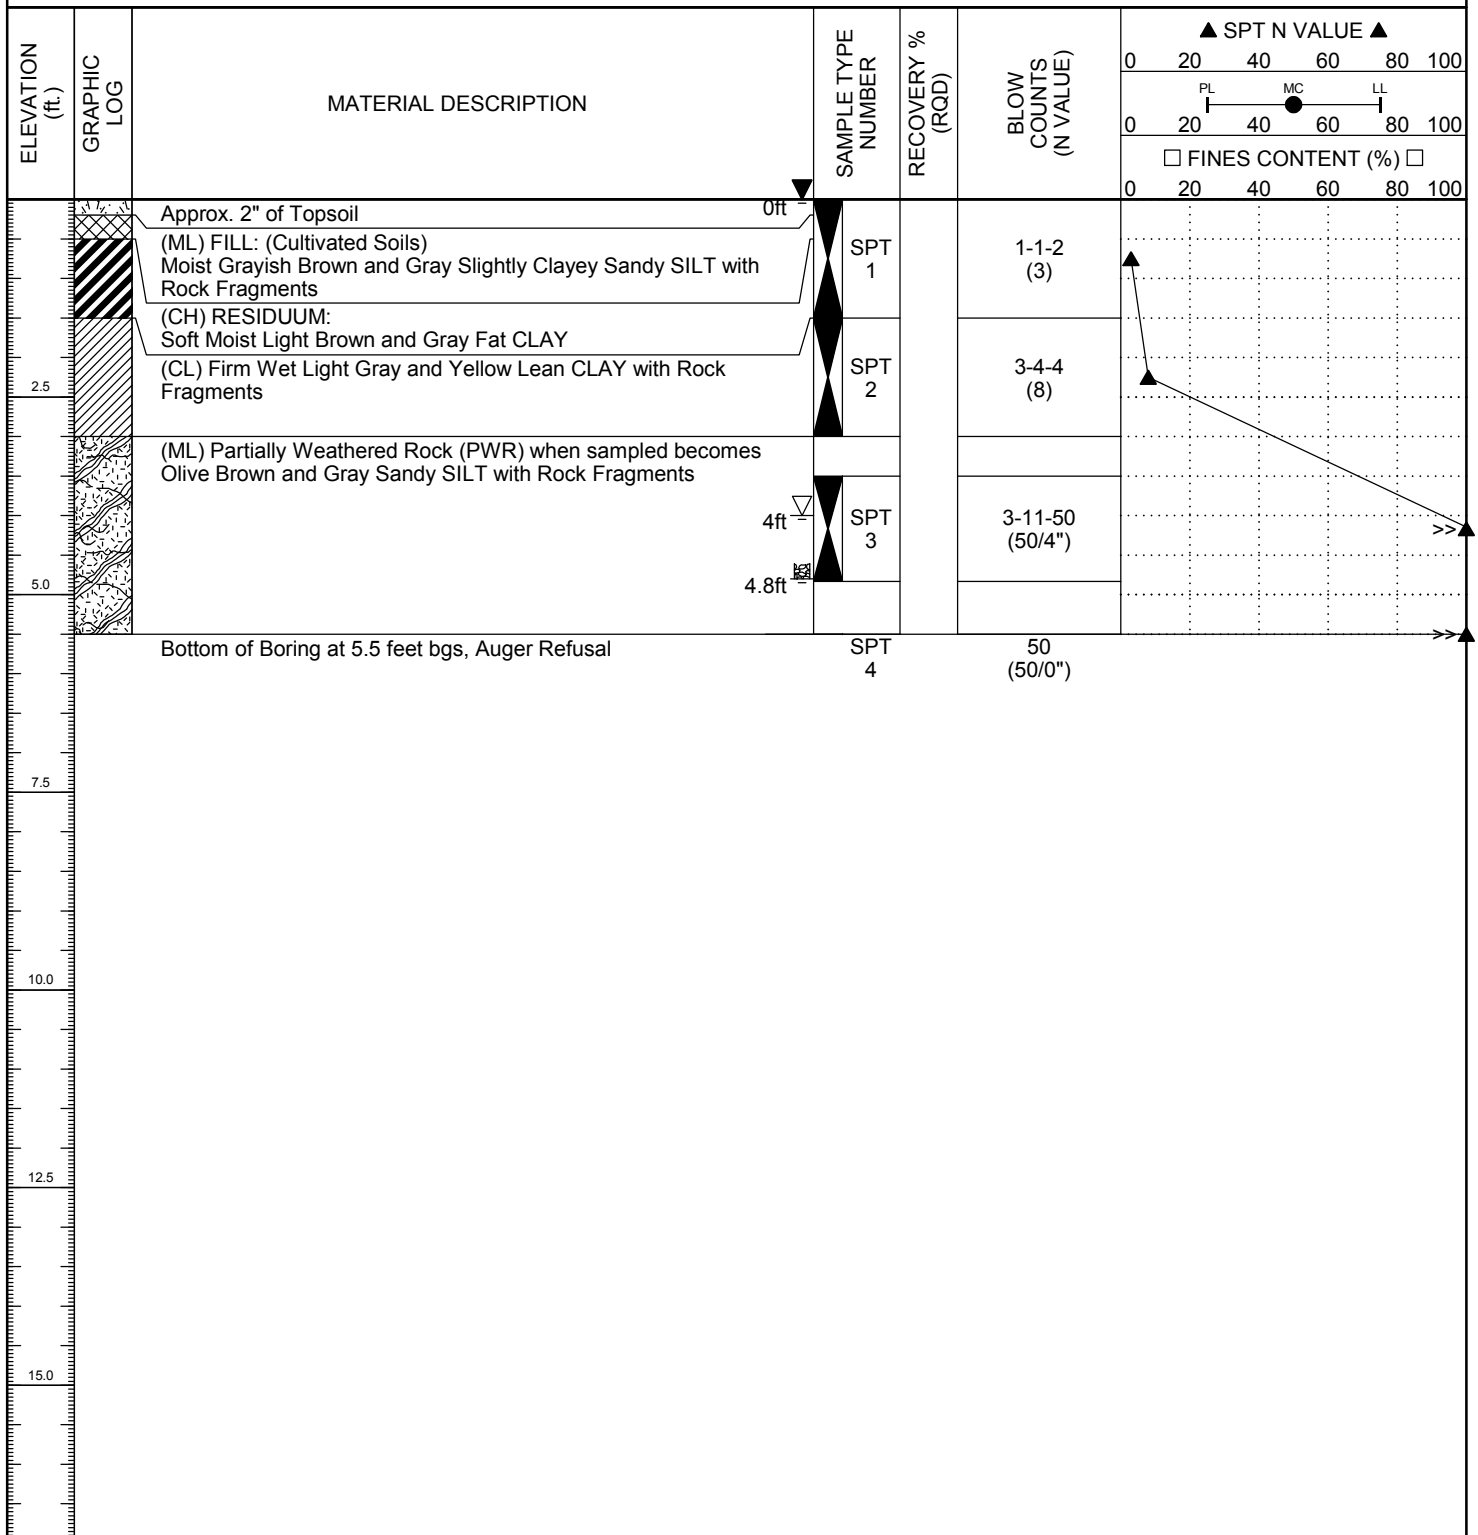 ELEVATION
(ft.)
GRAPHIC
LOG
MATERIAL DESCRIPTION
SAMPLE TYPE
NUMBER
RECOVERY %
(RQD)
BLOW
COUNTS
(N VALUE)
▲ SPT N VALUE ▲
0 20 40 60 80 100
PL MC LL
0 20 40 60 80 100
□ FINES CONTENT (%) □
0 20 40 60 80 100
Approx. 2" of Topsoil
0ft
(ML) FILL: (Cultivated Soils)
Moist Grayish Brown and Gray Slightly Clayey Sandy SILT with
Rock Fragments
SPT
1
1-1-2
(3)
(CH) RESIDUUM:
Soft Moist Light Brown and Gray Fat CLAY
(CL) Firm Wet Light Gray and Yellow Lean CLAY with Rock
Fragments
SPT
2
3-4-4
(8)
2.5
(ML) Partially Weathered Rock (PWR) when sampled becomes
Olive Brown and Gray Sandy SILT with Rock Fragments
4ft
SPT
3
3-11-50
(50/4")
>>
4.8ft
5.0
>>
Bottom of Boring at 5.5 feet bgs, Auger Refusal
SPT
4
50
(50/0")
7.5
10.0
12.5
15.0